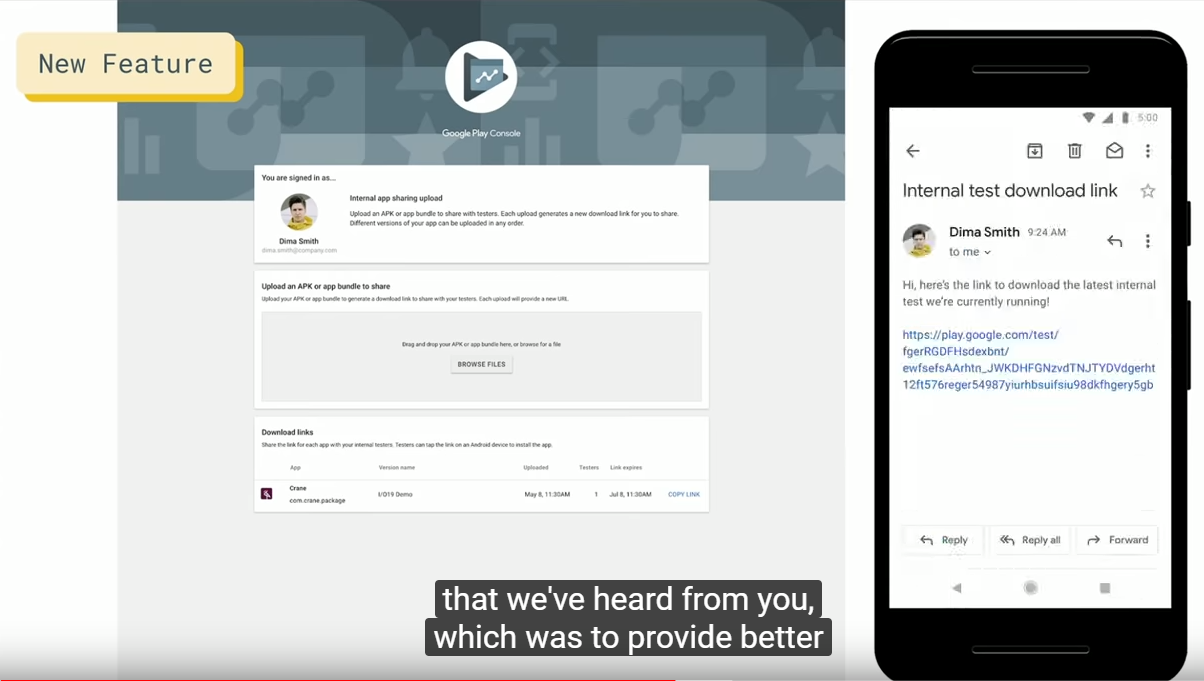 New Feature
Google Play Console
You are signed in as...
Dima Smith
dima.smith@company.com
Internal app sharing upload
Upload an APK or app bundle to share with testers. Each upload generates a new download link for you to share.
Different versions of your app can be uploaded in any order.
Upload an APK or app bundle to share
Upload your APK or app bundle to generate a download link to share with your testers. Each upload will provide a new URL.
Drag and drop your APK or app bundle here, or browse for a file
BROWSE FILES
Download links
Share the link for each app with your internal testers. Testers can tap the link on an Android device to install the app.
App Version name Uploaded Testers Link expires
Crane
com.crane.package
I/O19 Demo May 8, 11:30AM 1 Jul 8, 11:30AM COPY LINK
5:00
Internal test download link
Dima Smith 9:24 AM
to me
Hi, here's the link to download the latest internal
test we're currently running!
https://play.google.com/test/
fgerRGDFHsdexbnt/
ewfsefsAArhtn_JWKDHFGNzvdTNJTYDVdgerht
12ft576reger54987yiurhbsuifsiu98dkfhgery5gb
Reply Reply all Forward
that we've heard from you,
which was to provide better